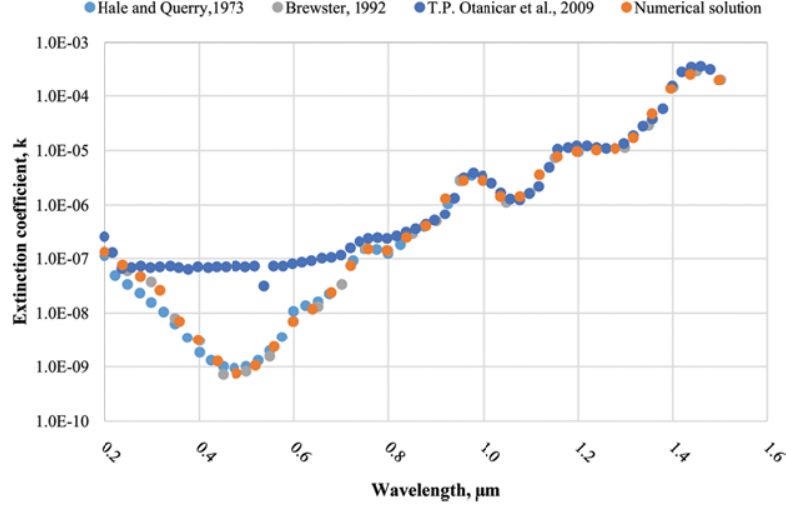 Hale and Querry,1973 Brewster, 1992 T.P. Otanicar et al., 2009 Numerical solution
1.0E-03
1.0E-04
1.0E-05
1.0E-06
1.0E-07
1.0E-08
1.0E-09
1.0E-10
Extinction coefficient, k
0.2 0.4 0.6 0.8 1.0 1.2 1.4 1.6
Wavelength, µm